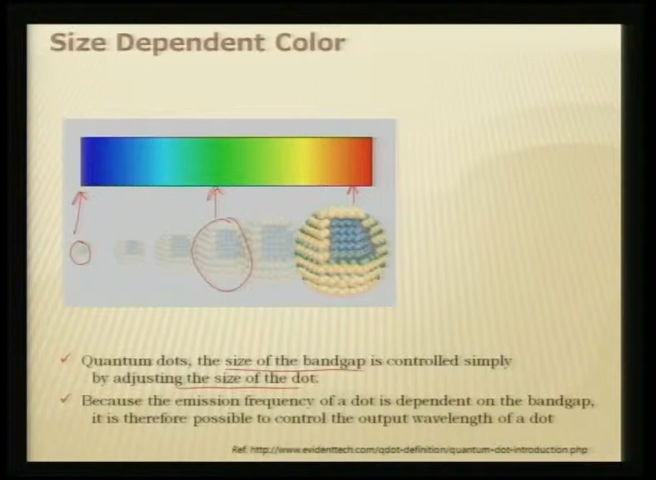 Size Dependent Color
Quantum dots, the size of the bandgap is controlled simply
by adjusting the size of the dot.
Because the emission frequency of a dot is dependent on the bandgap,
it is therefore possible to control the output wavelength of a dot
Ref. http://www.evidenttech.com/qdot-definition/quantum-dot-introduction.php